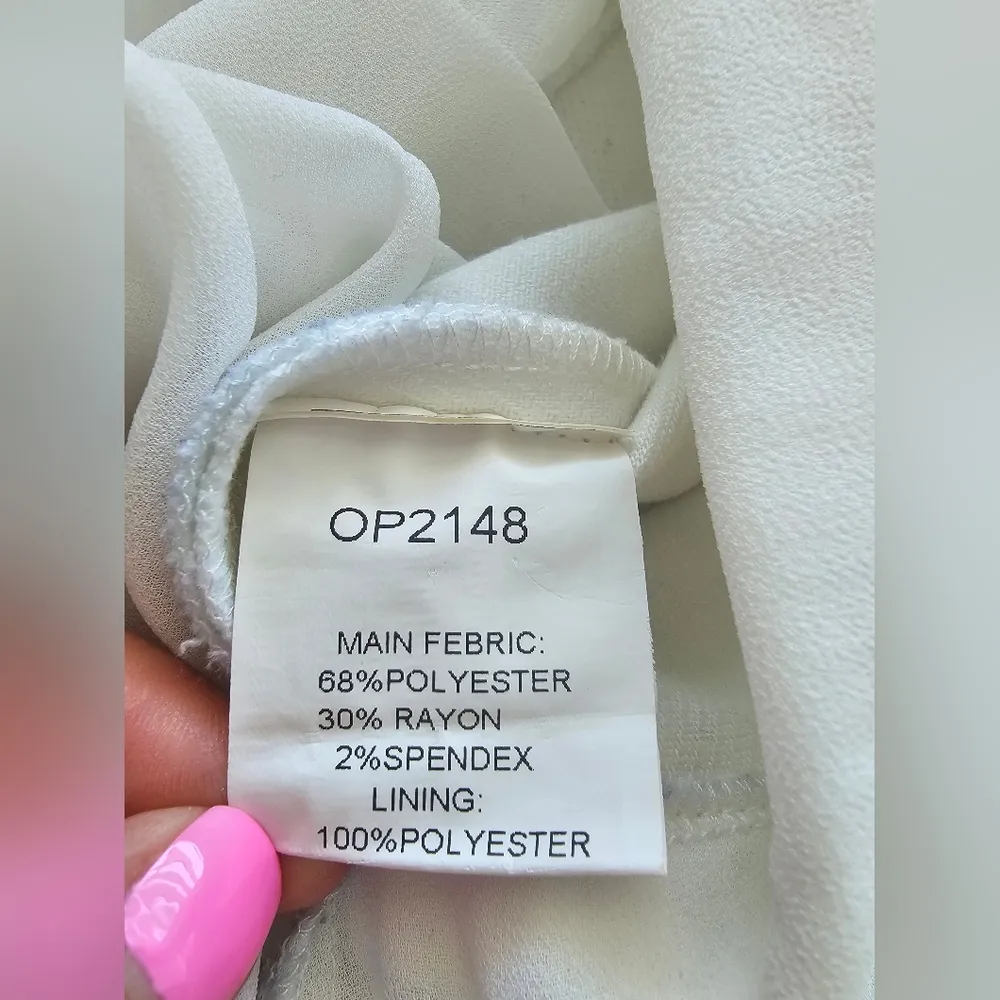 OP2148
MAIN FEBRIC:
68%POLYESTER
30% RAYON
2%SPENDEX
LINING:
100%POLYESTER